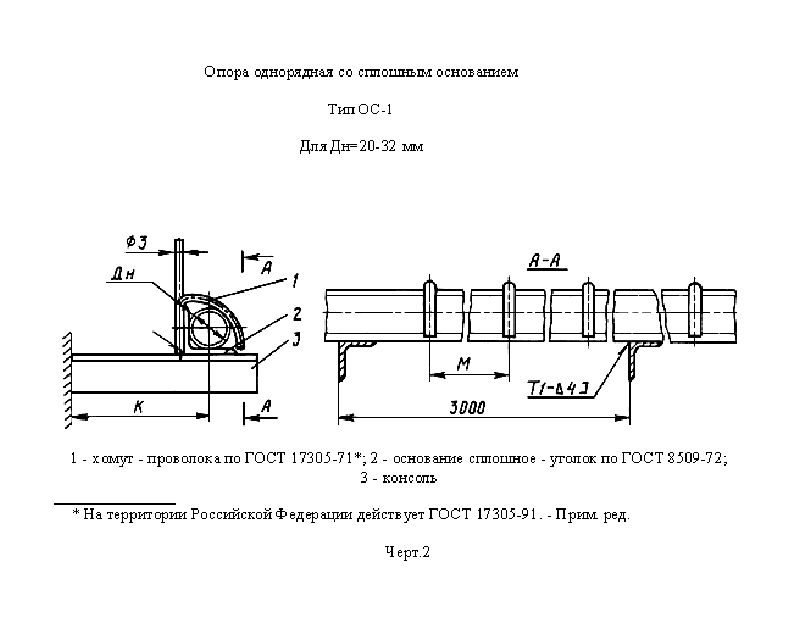 Опора однорядная со сплошным основанием
Тип ОС-1
Для Дн=20-32 мм
Ф3
Дн
А
1
2
3
К
А
А-А
М
Т1-⊿4 ⊐
3000
1 - хомут - проволока по ГОСТ 17305-71*; 2 - основание сплошное - уголок по ГОСТ 8509-72;
3 - консоль
* На территории Российской Федерации действует ГОСТ 17305-91. - Прим. ред.
Черт.2